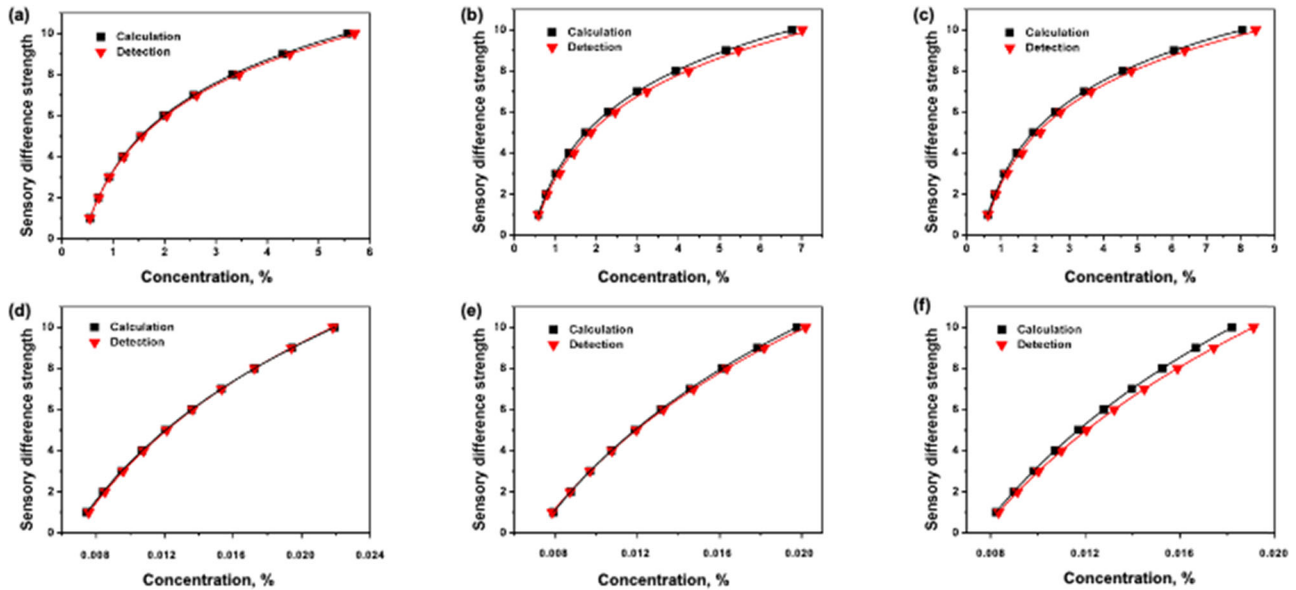 (a)
Calculation
Detection
Sensory difference strength
10
8
6
4
2
0
0 1 2 3 4 5 6
Concentration, %
(b)
Calculation
Detection
Sensory difference strength
10
8
6
4
2
0
0 1 2 3 4 5 6 7
Concentration, %
(c)
Calculation
Detection
Sensory difference strength
10
8
6
4
2
0
0 1 2 3 4 5 6 7 8 9
Concentration, %
(d)
Calculation
Detection
Sensory difference strength
10
8
6
4
2
0
0.008 0.012 0.016 0.020 0.024
Concentration, %
(e)
Calculation
Detection
Sensory difference strength
10
8
6
4
2
0
0.008 0.012 0.016 0.020
Concentration, %
(f)
Calculation
Detection
Sensory difference strength
10
8
6
4
2
0
0.008 0.012 0.016 0.020
Concentration, %